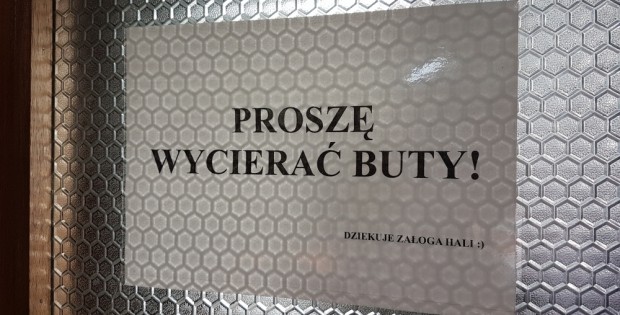 PROSZĘ
WYCIERAĆ BUTY!
DZIEKUJE ZAŁOGA HALI :)